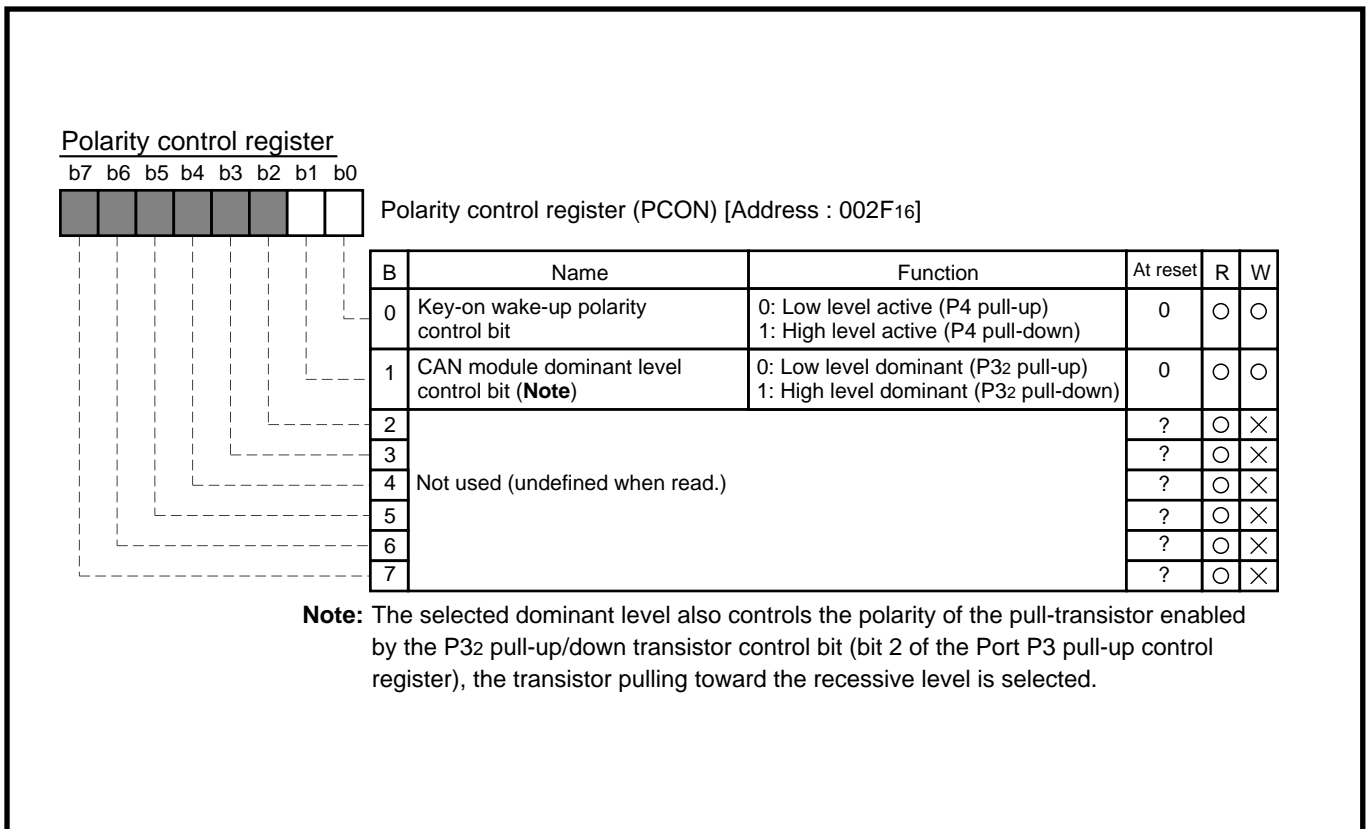 Polarity control register
b7 b6 b5 b4 b3 b2 b1 b0
Polarity control register (PCON) [Address : 002F16]
B Name Function At reset R W
0 Key-on wake-up polarity control bit 0: Low level active (P4 pull-up) 0 ○ ○
1: High level active (P4 pull-down)
1 CAN module dominant level control bit (Note) 0: Low level dominant (P32 pull-up) 0 ○ ○
1: High level dominant (P32 pull-down)
2 ? ○ ×
3 ? ○ ×
4 Not used (undefined when read.) ? ○ ×
5 ? ○ ×
6 ? ○ ×
7 ? ○ ×
Note: The selected dominant level also controls the polarity of the pull-transistor enabled
by the P32 pull-up/down transistor control bit (bit 2 of the Port P3 pull-up control
register), the transistor pulling toward the recessive level is selected.